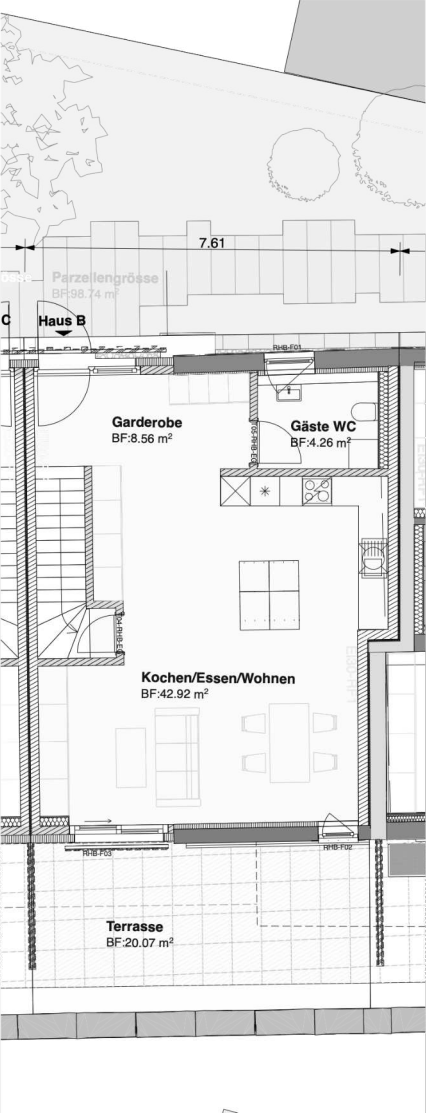 7.61
Parzellengrösse
BF:98.74 m²
C
Haus B
RHB-F01
Garderobe
BF:8.56 m²
Gäste WC
BF:4.26 m²
Kochen/Essen/Wohnen
BF:42.92 m²
RHB-F03
RHB-F02
Terrasse
BF:20.07 m²